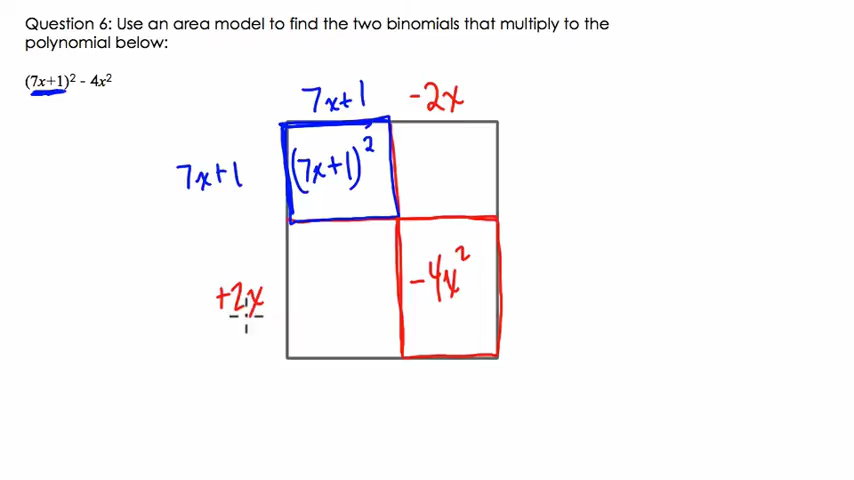 Question 6: Use an area model to find the two binomials that multiply to the
polynomial below:
(7x+1)² - 4x²
7x+1 -2x
7x+1 (7x+1)²
+2x -4x²